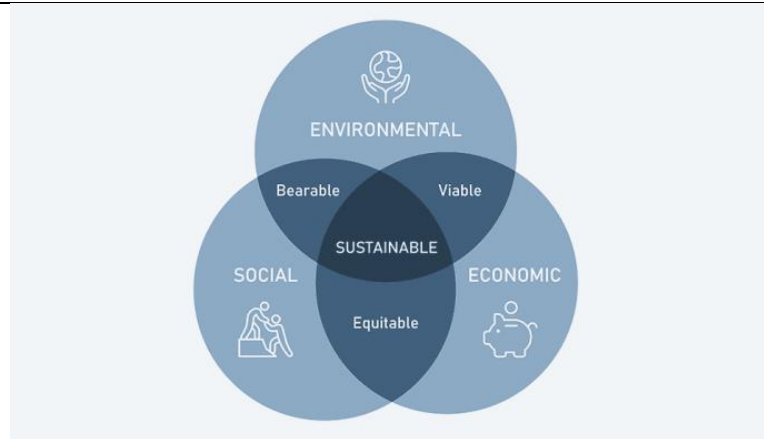 ENVIRONMENTAL
Bearable
Viable
SUSTAINABLE
SOCIAL
ECONOMIC
Equitable